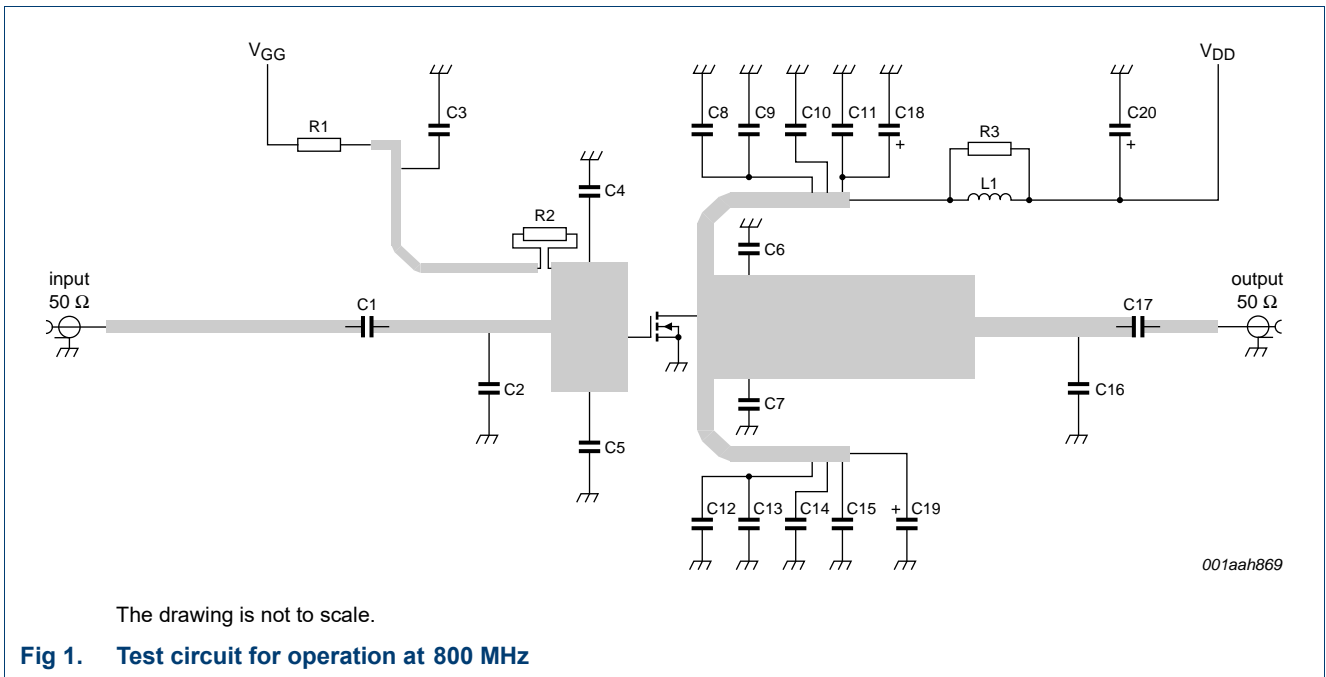 VGG
R1
C3
C4
R2
C8
C9
C10
C11
C18
+
R3
L1
C20
+
VDD
C6
input
50 Ω
C1
C2
C5
C7
C17
output
50 Ω
C16
C12
C13
C14
C15
+
C19
001aah869
The drawing is not to scale.
Fig 1. Test circuit for operation at 800 MHz